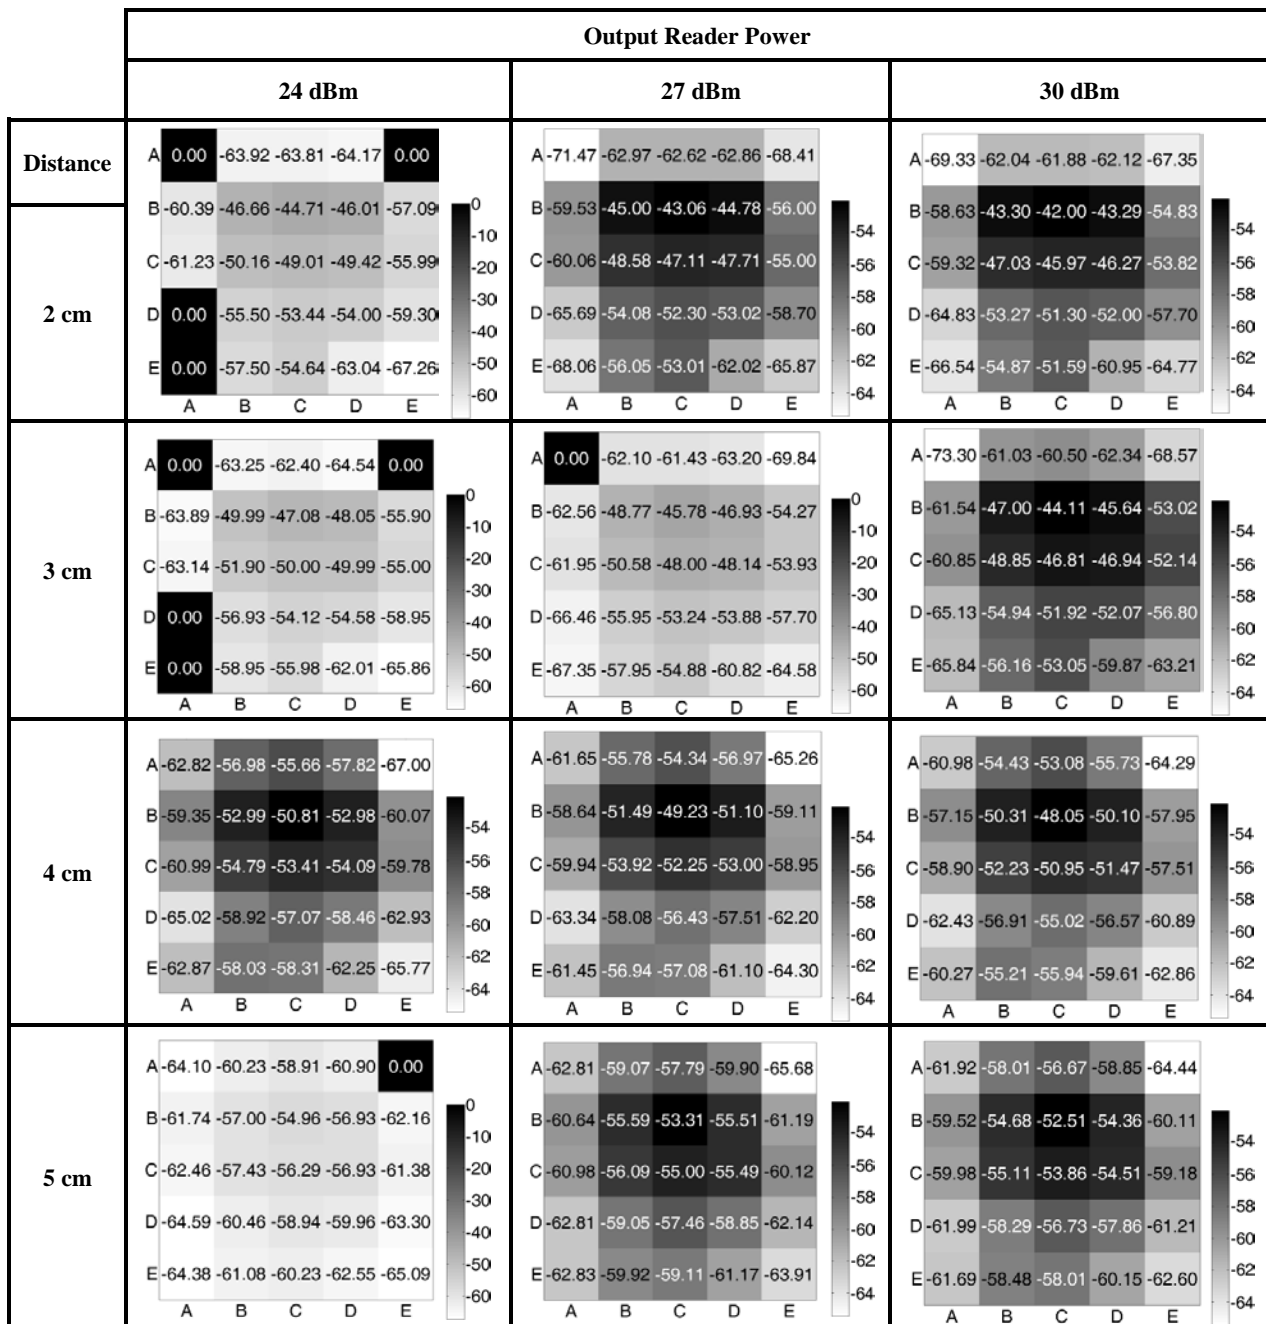 Output Reader Power
24 dBm 27 dBm 30 dBm
Distance
2 cm
A 0.00 -63.92 -63.81 -64.17 0.00
B -60.39 -46.66 -44.71 -46.01 -57.09
C -61.23 -50.16 -49.01 -49.42 -55.99
D 0.00 -55.50 -53.44 -54.00 -59.30
E 0.00 -57.50 -54.64 -63.04 -67.26
A B C D E
0
-10
-20
-30
-40
-50
-60
A -71.47 -62.97 -62.62 -62.86 -68.41
B -59.53 -45.00 -43.06 -44.78 -56.00
C -60.06 -48.58 -47.11 -47.71 -55.00
D -65.69 -54.08 -52.30 -53.02 -58.70
E -68.06 -56.05 -53.01 -62.02 -65.87
A B C D E
-54
-56
-58
-60
-62
-64
A -69.33 -62.04 -61.88 -62.12 -67.35
B -58.63 -43.30 -42.00 -43.29 -54.83
C -59.32 -47.03 -45.97 -46.27 -53.82
D -64.83 -53.27 -51.30 -52.00 -57.70
E -66.54 -54.87 -51.59 -60.95 -64.77
A B C D E
-54
-56
-58
-60
-62
-64
3 cm
A 0.00 -63.25 -62.40 -64.54 0.00
B -63.89 -49.99 -47.08 -48.05 -55.90
C -63.14 -51.90 -50.00 -49.99 -55.00
D 0.00 -56.93 -54.12 -54.58 -58.95
E 0.00 -58.95 -55.98 -62.01 -65.86
A B C D E
0
-10
-20
-30
-40
-50
-60
A 0.00 -62.10 -61.43 -63.20 -69.84
B -62.56 -48.77 -45.78 -46.93 -54.27
C -61.95 -50.58 -48.00 -48.14 -53.93
D -66.46 -55.95 -53.24 -53.88 -57.70
E -67.35 -57.95 -54.88 -60.82 -64.58
A B C D E
0
-10
-20
-30
-40
-50
-60
A -73.30 -61.03 -60.50 -62.34 -68.57
B -61.54 -47.00 -44.11 -45.64 -53.02
C -60.85 -48.85 -46.81 -46.94 -52.14
D -65.13 -54.94 -51.92 -52.07 -56.80
E -65.84 -56.16 -53.05 -59.87 -63.21
A B C D E
-54
-56
-58
-60
-62
-64
4 cm
A -62.82 -56.98 -55.66 -57.82 -67.00
B -59.35 -52.99 -50.81 -52.98 -60.07
C -60.99 -54.79 -53.41 -54.09 -59.78
D -65.02 -58.92 -57.07 -58.46 -62.93
E -62.87 -58.03 -58.31 -62.25 -65.77
A B C D E
-54
-56
-58
-60
-62
-64
A -61.65 -55.78 -54.34 -56.97 -65.26
B -58.64 -51.49 -49.23 -51.10 -59.11
C -59.94 -53.92 -52.25 -53.00 -58.95
D -63.34 -58.08 -56.43 -57.51 -62.20
E -61.45 -56.94 -57.08 -61.10 -64.30
A B C D E
-54
-56
-58
-60
-62
-64
A -60.98 -54.43 -53.08 -55.73 -64.29
B -57.15 -50.31 -48.05 -50.10 -57.95
C -58.90 -52.23 -50.95 -51.47 -57.51
D -62.43 -56.91 -55.02 -56.57 -60.89
E -60.27 -55.21 -55.94 -59.61 -62.86
A B C D E
-54
-56
-58
-60
-62
-64
5 cm
A -64.10 -60.23 -58.91 -60.90 0.00
B -61.74 -57.00 -54.96 -56.93 -62.16
C -62.46 -57.43 -56.29 -56.93 -61.38
D -64.59 -60.46 -58.94 -59.96 -63.30
E -64.38 -61.08 -60.23 -62.55 -65.09
A B C D E
0
-10
-20
-30
-40
-50
-60
A -62.81 -59.07 -57.79 -59.90 -65.68
B -60.64 -55.59 -53.31 -55.51 -61.19
C -60.98 -56.09 -55.00 -55.49 -60.12
D -62.81 -59.05 -57.46 -58.85 -62.14
E -62.83 -59.92 -59.11 -61.17 -63.91
A B C D E
-54
-56
-58
-60
-62
-64
A -61.92 -58.01 -56.67 -58.85 -64.44
B -59.52 -54.68 -52.51 -54.36 -60.11
C -59.98 -55.11 -53.86 -54.51 -59.18
D -61.99 -58.29 -56.73 -57.86 -61.21
E -61.69 -58.48 -58.01 -60.15 -62.60
A B C D E
-54
-56
-58
-60
-62
-64